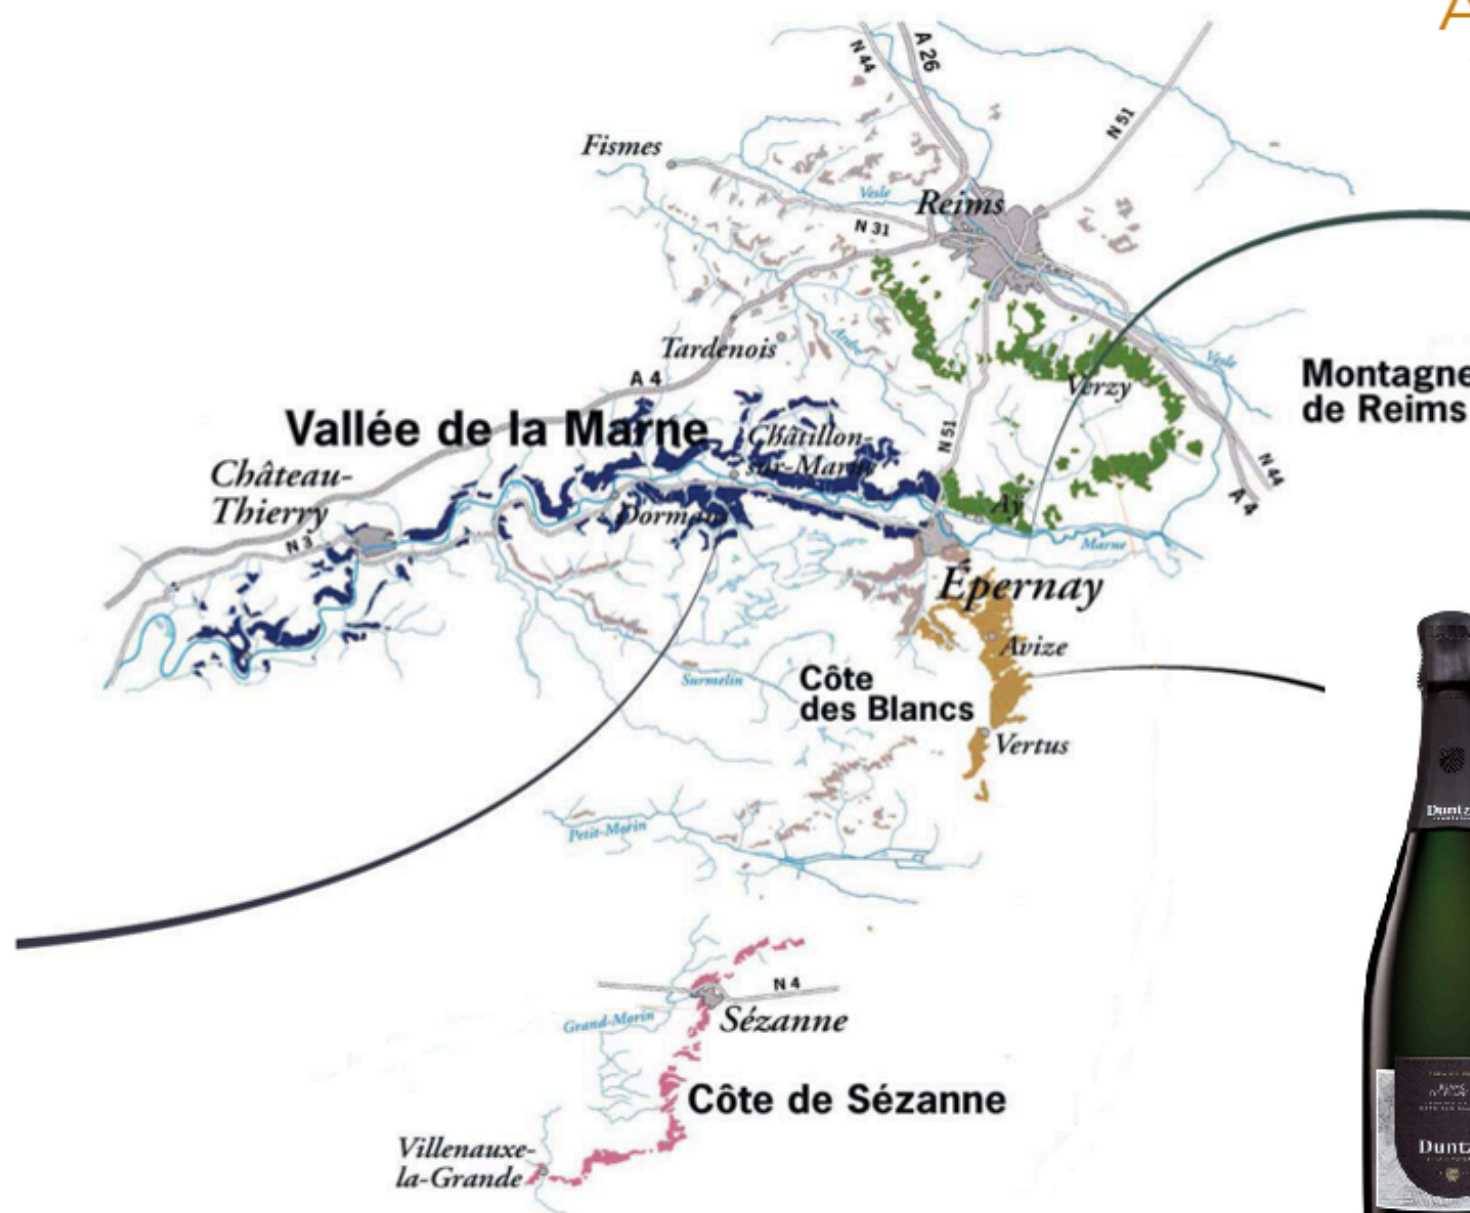 A
N 44
A 26
N 51
Fismes
Vesle
Reims
N 31
Tardenois
Ardre
A 4
Vesle
Verzy
Montagne
de Reims
Vallée de la Marne
Châtillon-
sur-Marne
N 51
N 44
A 4
Château-
Thierry
N 3
Dormans
Ay
Marne
Épernay
Avize
Surmelin
Côte
des Blancs
Vertus
Petit-Morin
Duntz
N 4
Grand-Morin
Sézanne
Côte de Sézanne
Villenauxe-
la-Grande
Duntz